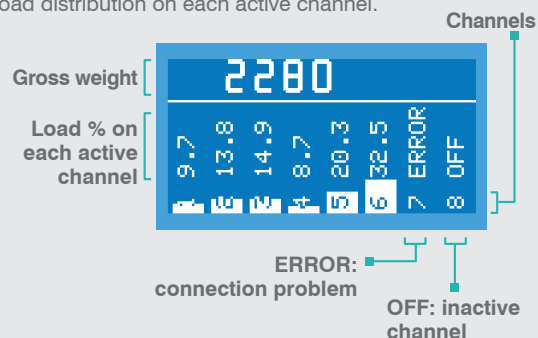 oad distribution on each active channel.
Channels
Gross weight
2280
Load % on
each active
channel
9.7
13.8
14.9
8.7
20.3
32.5
ERROR
OFF
1
2
3
4
5
6
7
8
ERROR:
connection problem
OFF: inactive
channel